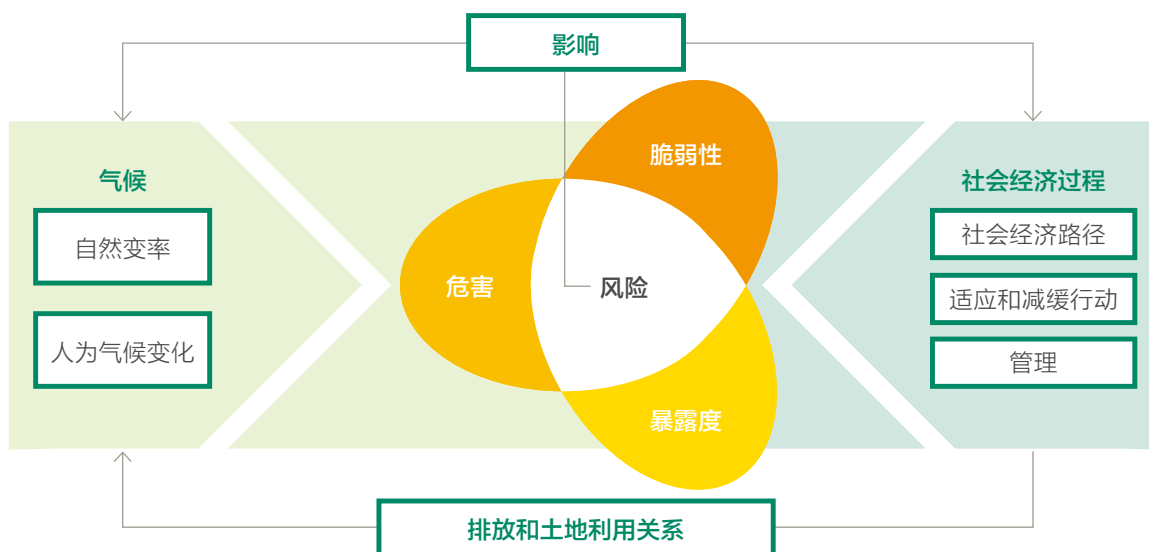 影响
气候
自然变率
人为气候变化
脆弱性
危害
风险
暴露度
社会经济过程
社会经济路径
适应和减缓行动
管理
排放和土地利用关系